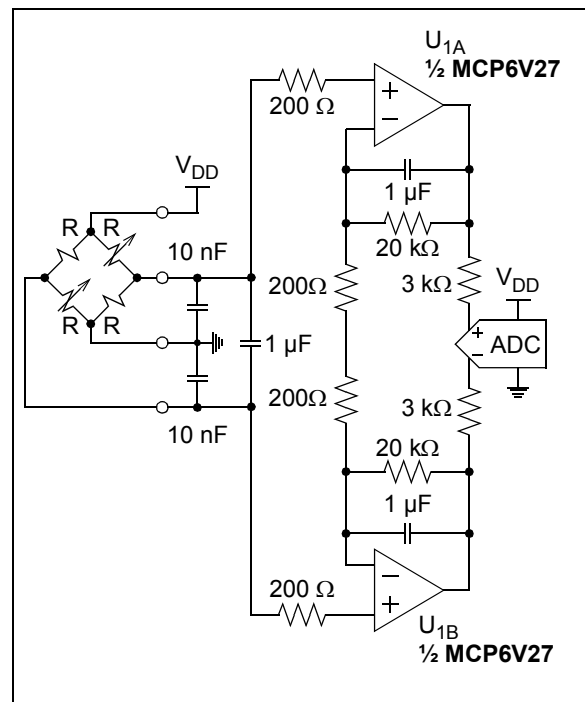 U1A
½ MCP6V27
200 Ω
VDD
1 µF
R R
10 nF
20 kΩ
200Ω
3 kΩ
VDD
1 µF
+
−
ADC
R R
200Ω
3 kΩ
10 nF
20 kΩ
1 µF
200 Ω
U1B
½ MCP6V27